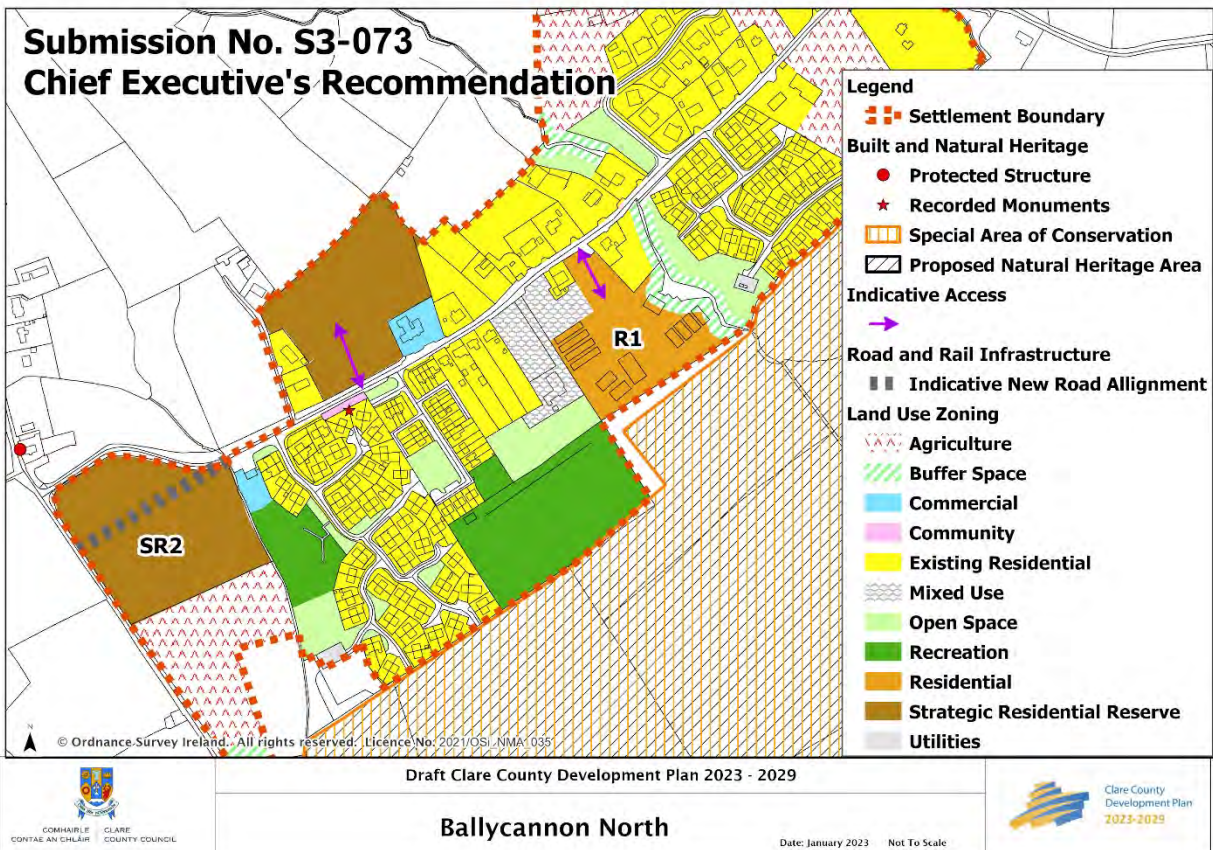 Submission No. S3-073
Chief Executive's Recommendation
R1
SR2
N
© Ordnance Survey Ireland. All rights reserved. Licence No: 2021/OSi_NMA_035
Legend
Settlement Boundary
Built and Natural Heritage
Protected Structure
Recorded Monuments
Special Area of Conservation
Proposed Natural Heritage Area
Indicative Access
Road and Rail Infrastructure
Indicative New Road Allignment
Land Use Zoning
Agriculture
Buffer Space
Commercial
Community
Existing Residential
Mixed Use
Open Space
Recreation
Residential
Strategic Residential Reserve
Utilities
COMHAIRLE CLARE
CONTAE AN CHLÁIR COUNTY COUNCIL
Draft Clare County Development Plan 2023 - 2029
Ballycannon North
Date: January 2023 Not To Scale
Clare County
Development Plan
2023-2029